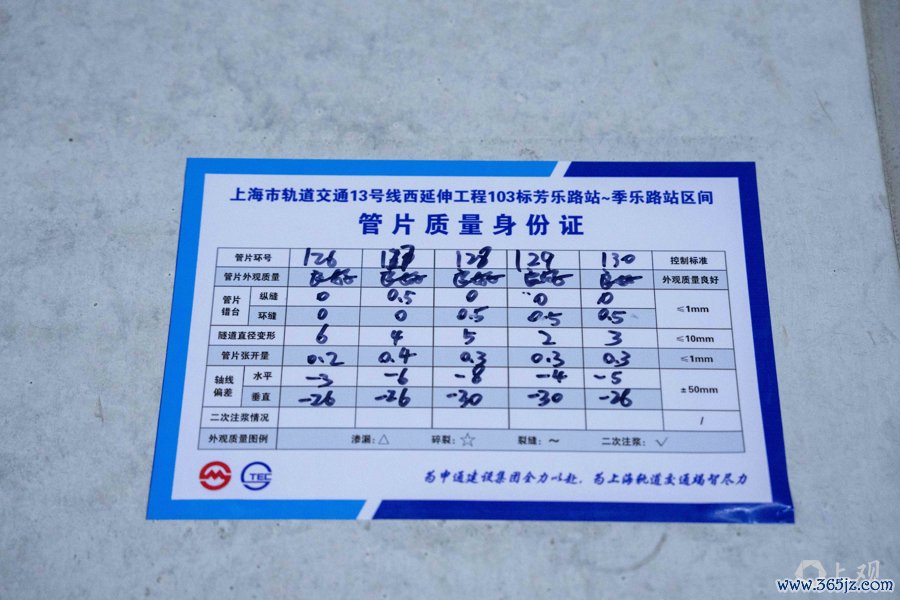 上海市轨道交通13号线西延伸工程103标芳乐路站~季乐路站区间
管片质量身份证
管片环号 126 128 129 130 控制标准
管片外观质量 外观质量良好
管片错台 纵缝 0 0.5 0 0 0 ≤1mm
环缝 0 0 0.5 0.5 0.5
隧道直径变形 6 4 5 2 3 ≤10mm
管片张开量 0.2 0.4 0.3 0.3 0.3 ≤1mm
轴线偏差 水平 -3 -6 -8 -4 -5 ±50mm
垂直 -26 -26 -30 -30 -26
二次注浆情况 /
外观质量图例 渗漏：△ 碎裂：☆ 裂缝：～ 二次注浆：✓
TEC
为申通建设集团全力以赴，为上海轨道交通竭智尽力
上观
www.365jz.com